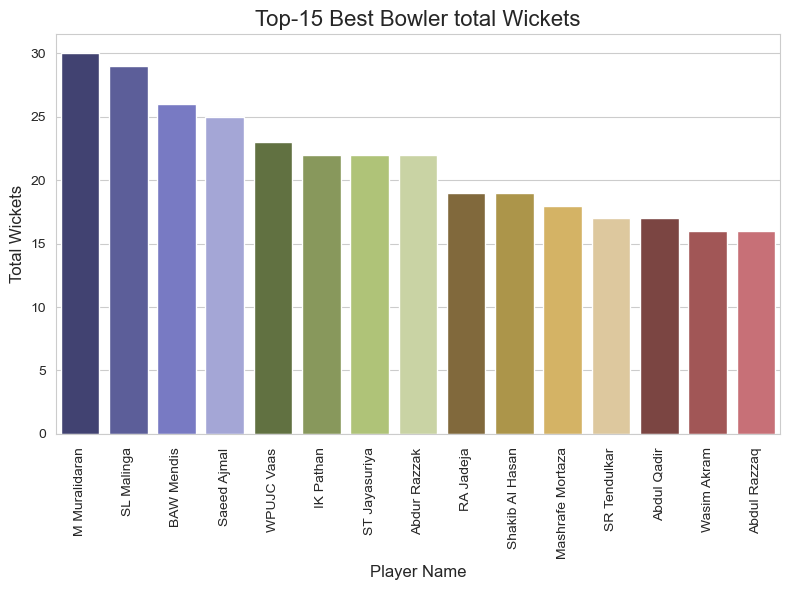 Top-15 Best Bowler total Wickets
Total Wickets
30
25
20
15
10
5
0
M Muralidaran
SL Malinga
BAW Mendis
Saeed Ajmal
WPUJC Vaas
IK Pathan
ST Jayasuriya
Abdur Razzak
RA Jadeja
Shakib Al Hasan
Mashrafe Mortaza
SR Tendulkar
Abdul Qadir
Wasim Akram
Abdul Razzaq
Player Name